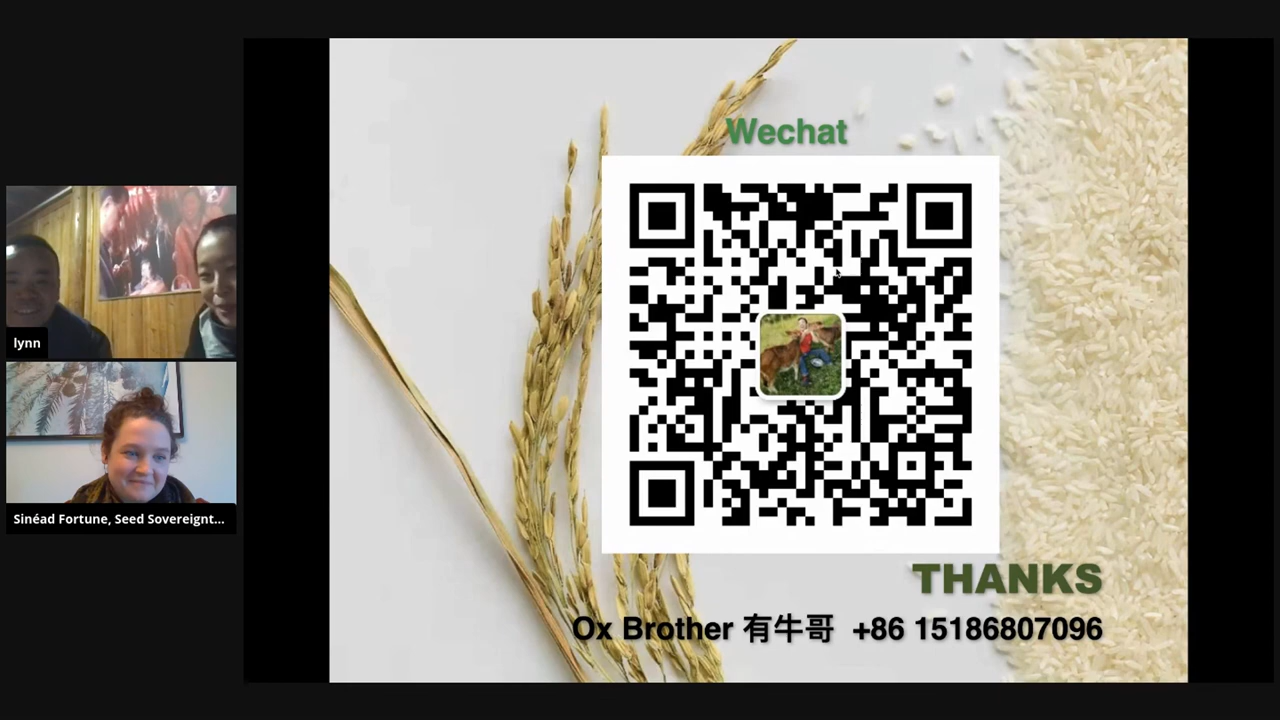 Wechat
lynn
Sinéad Fortune, Seed Sovereignt...
THANKS
Ox Brother 有牛哥 +86 15186807096